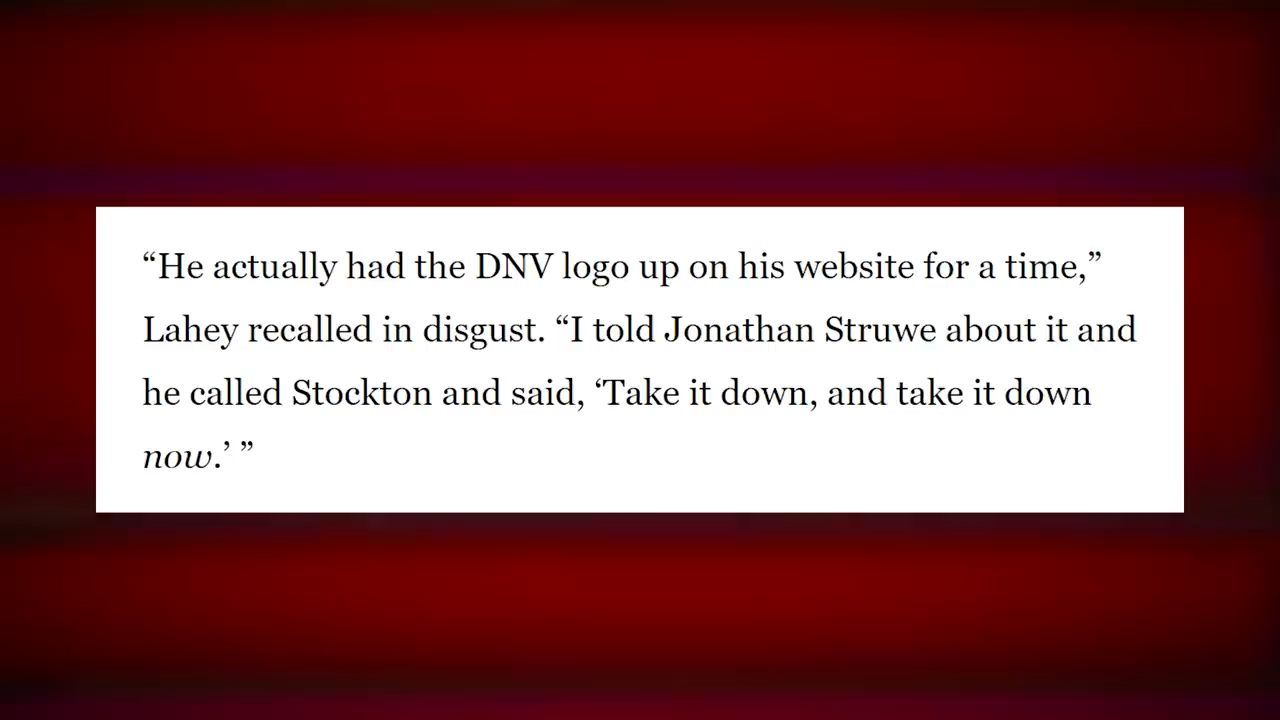 “He actually had the DNV logo up on his website for a time,”
Lahey recalled in disgust. “I told Jonathan Struwe about it and
he called Stockton and said, ‘Take it down, and take it down
now.’ ”